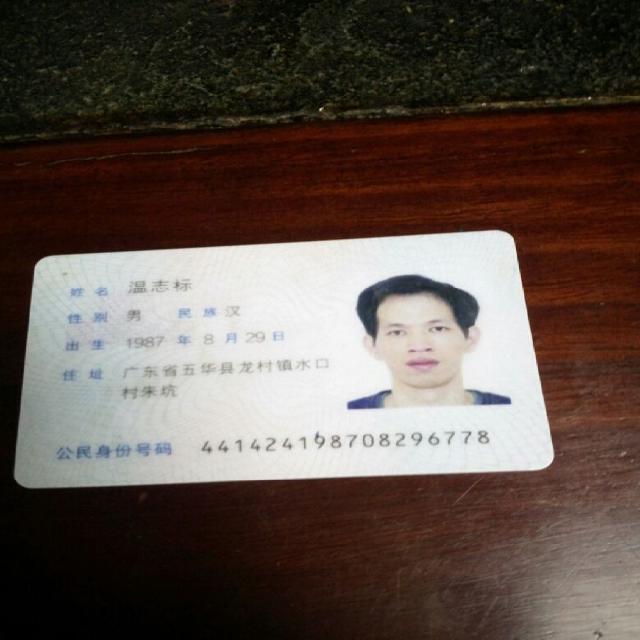 姓名 温志标
性别 男 民族 汉
出生 1987 年 8 月 29 日
住址 广东省五华县龙村镇水口
村朱坑
公民身份号码 441424198708296778